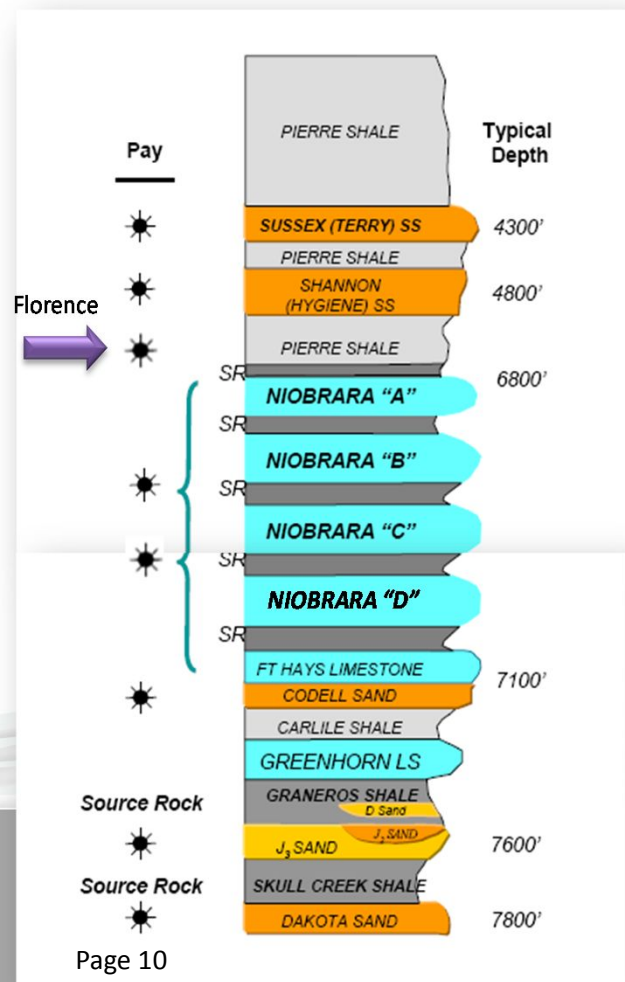 PIERRE SHALE
Pay
Typical
Depth
SUSSEX (TERRY) SS
4300'
PIERRE SHALE
SHANNON
(HYGIENE) SS
4800'
Florence
PIERRE SHALE
SR
6800'
NIOBRARA “A”
SR
NIOBRARA “B”
SR
NIOBRARA “C”
SR
NIOBRARA “D”
SR
FT HAYS LIMESTONE
7100'
CODELL SAND
CARLILE SHALE
GREENHORN LS
GRANEROS SHALE
Source Rock
D Sand
J₂ SAND
J₃ SAND
7600'
Source Rock
SKULL CREEK SHALE
DAKOTA SAND
7800'
Page 10